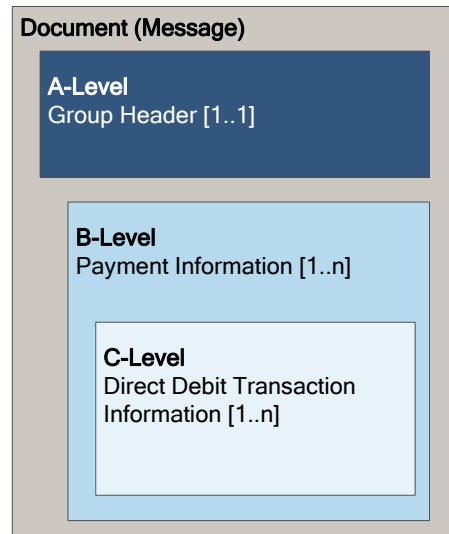 Document (Message)
A-Level
Group Header [1..1]
B-Level
Payment Information [1..n]
C-Level
Direct Debit Transaction
Information [1..n]